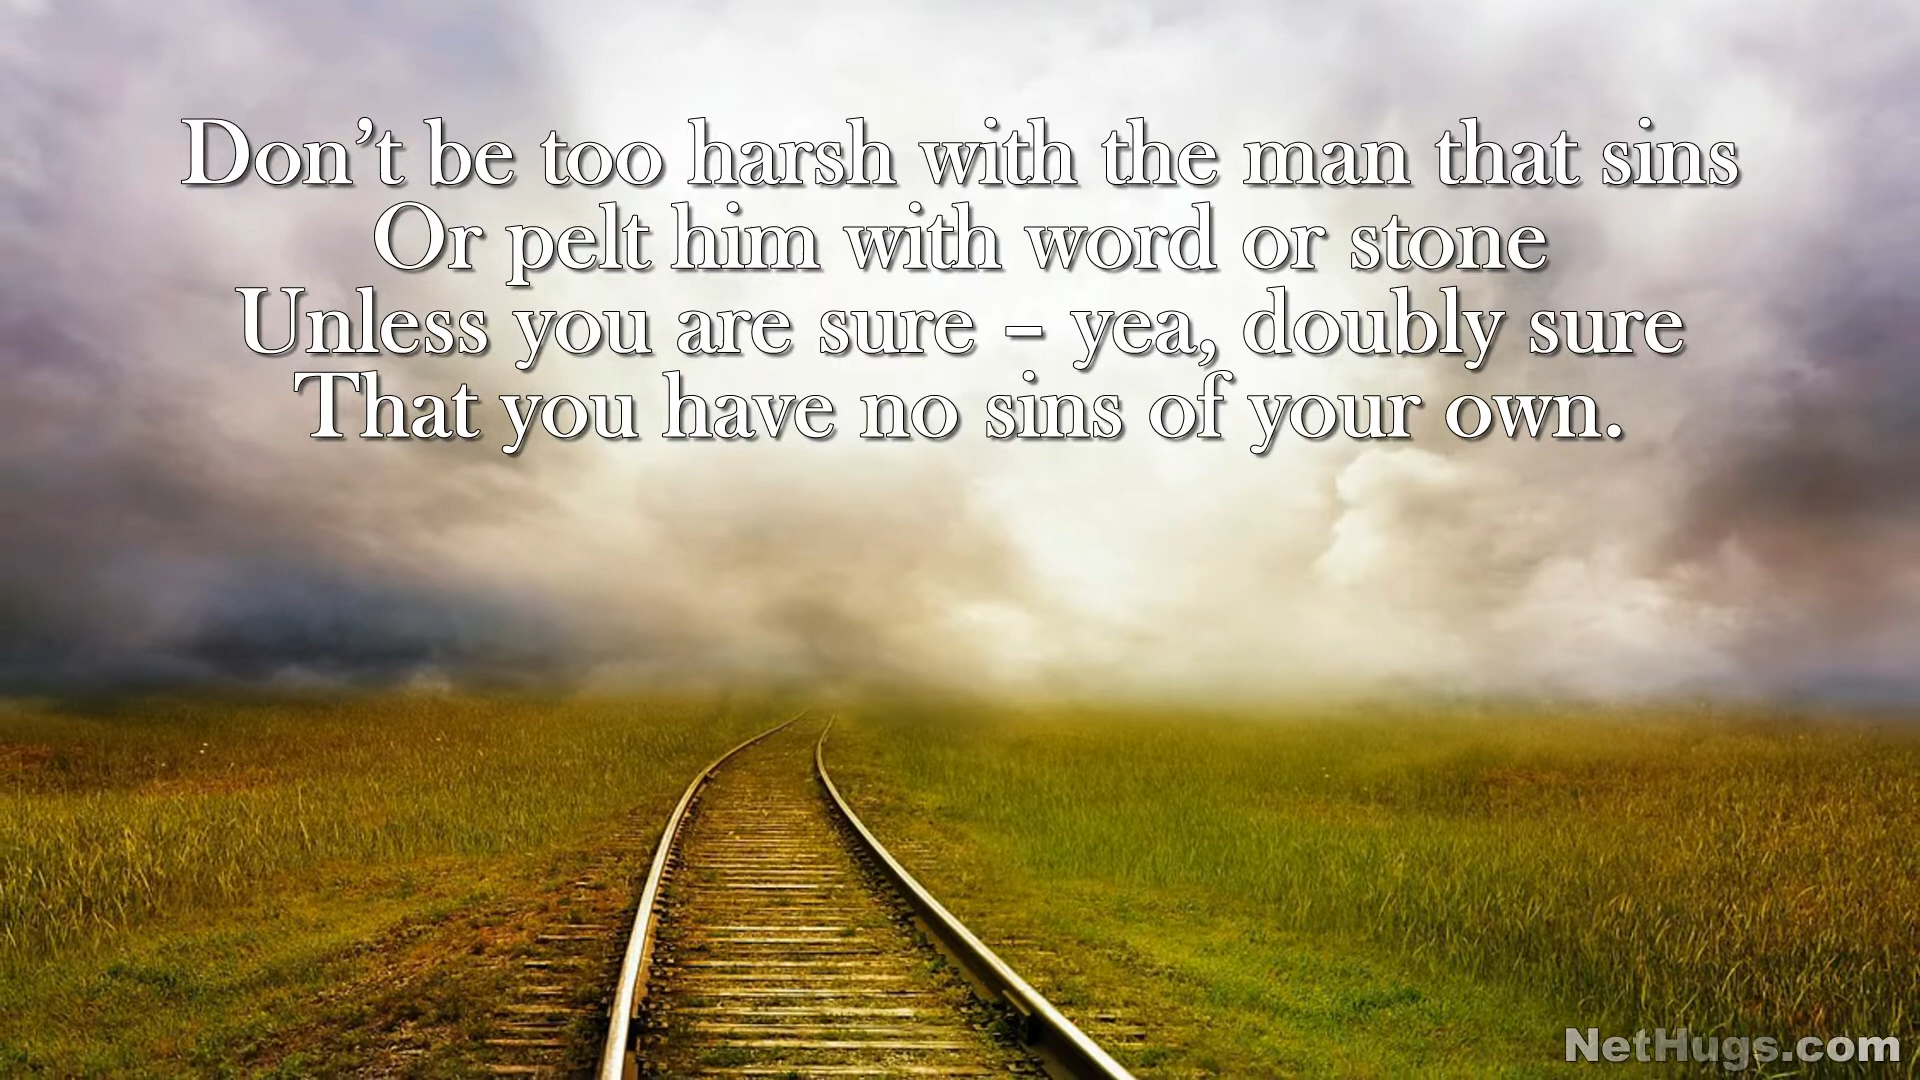 Don’t be too harsh with the man that sins
Or pelt him with word or stone
Unless you are sure – yea, doubly sure
That you have no sins of your own.
NetHugs.com